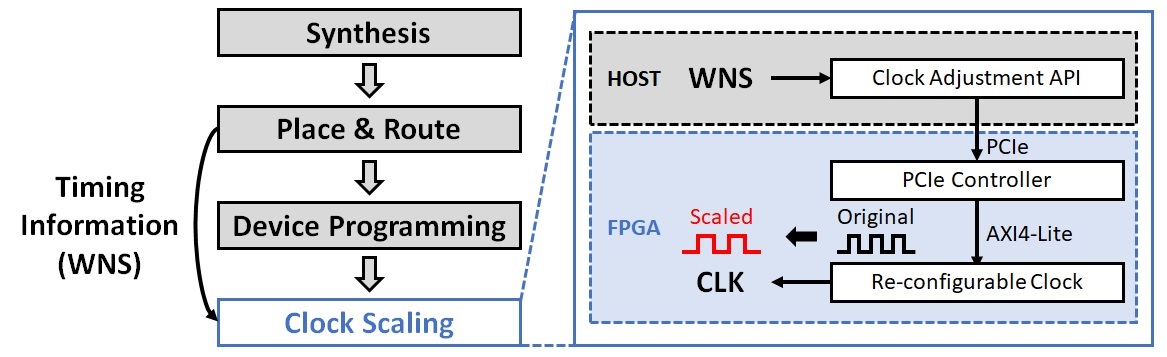 Synthesis
Place & Route
Timing
Information
(WNS)
Device Programming
Clock Scaling
HOST
WNS
Clock Adjustment API
PCIe
PCIe Controller
FPGA
Scaled
Original
AXI4-Lite
CLK
Re-configurable Clock